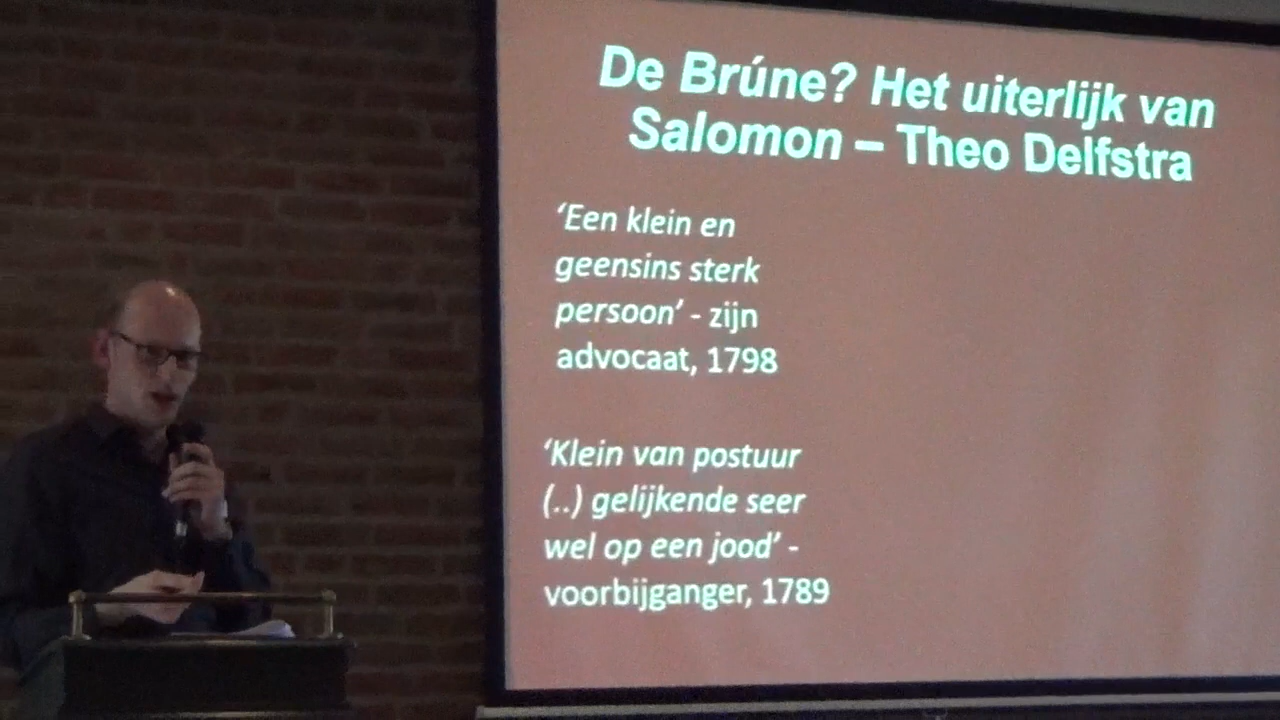 De Brúne? Het uiterlijk van
Salomon – Theo Delfstra
‘Een klein en
geensins sterk
persoon’ - zijn
advocaat, 1798
‘Klein van postuur
(..) gelijkende seer
wel op een jood’ -
voorbijganger, 1789